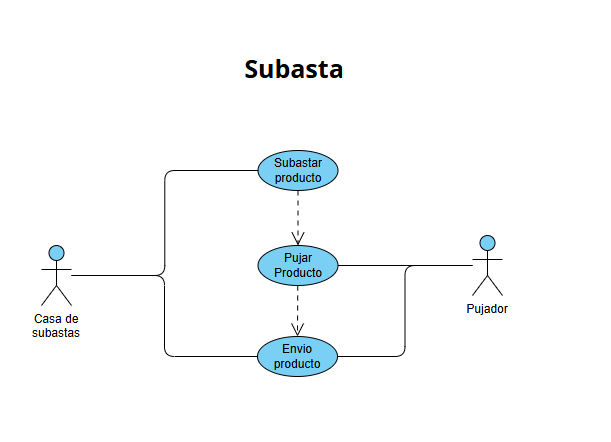 Subasta
Subastar
producto
Pujar
Producto
Casa de
subastas
Pujador
Envio
producto